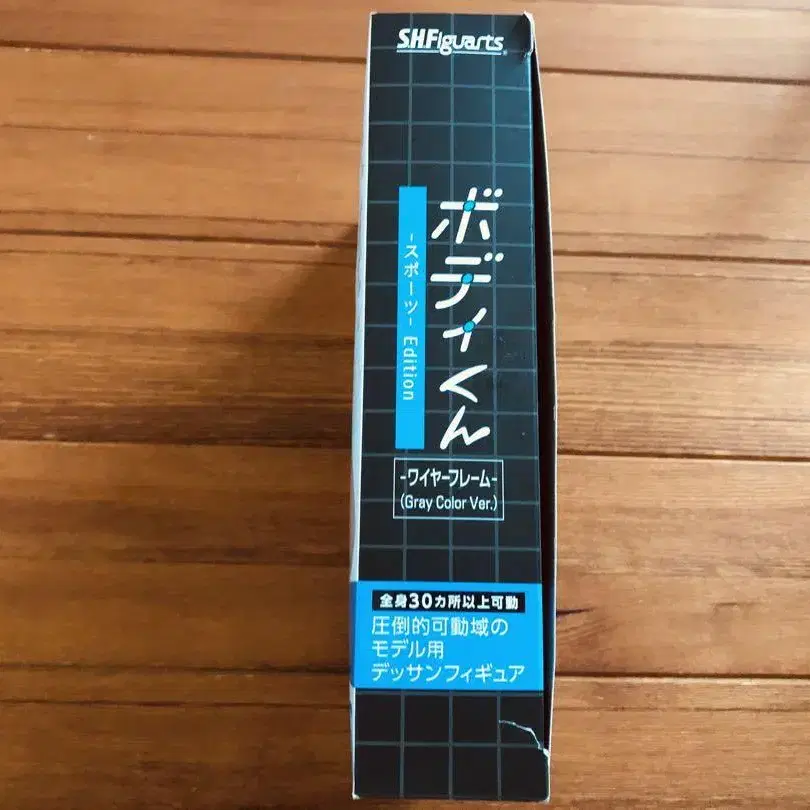 S.H.Figuarts
ボディくん
-スポーツ- Edition
-ワイヤーフレーム-
(Gray Color Ver.)
全身30カ所以上可動
圧倒的可動域の
モデル用
デッサンフィギュア